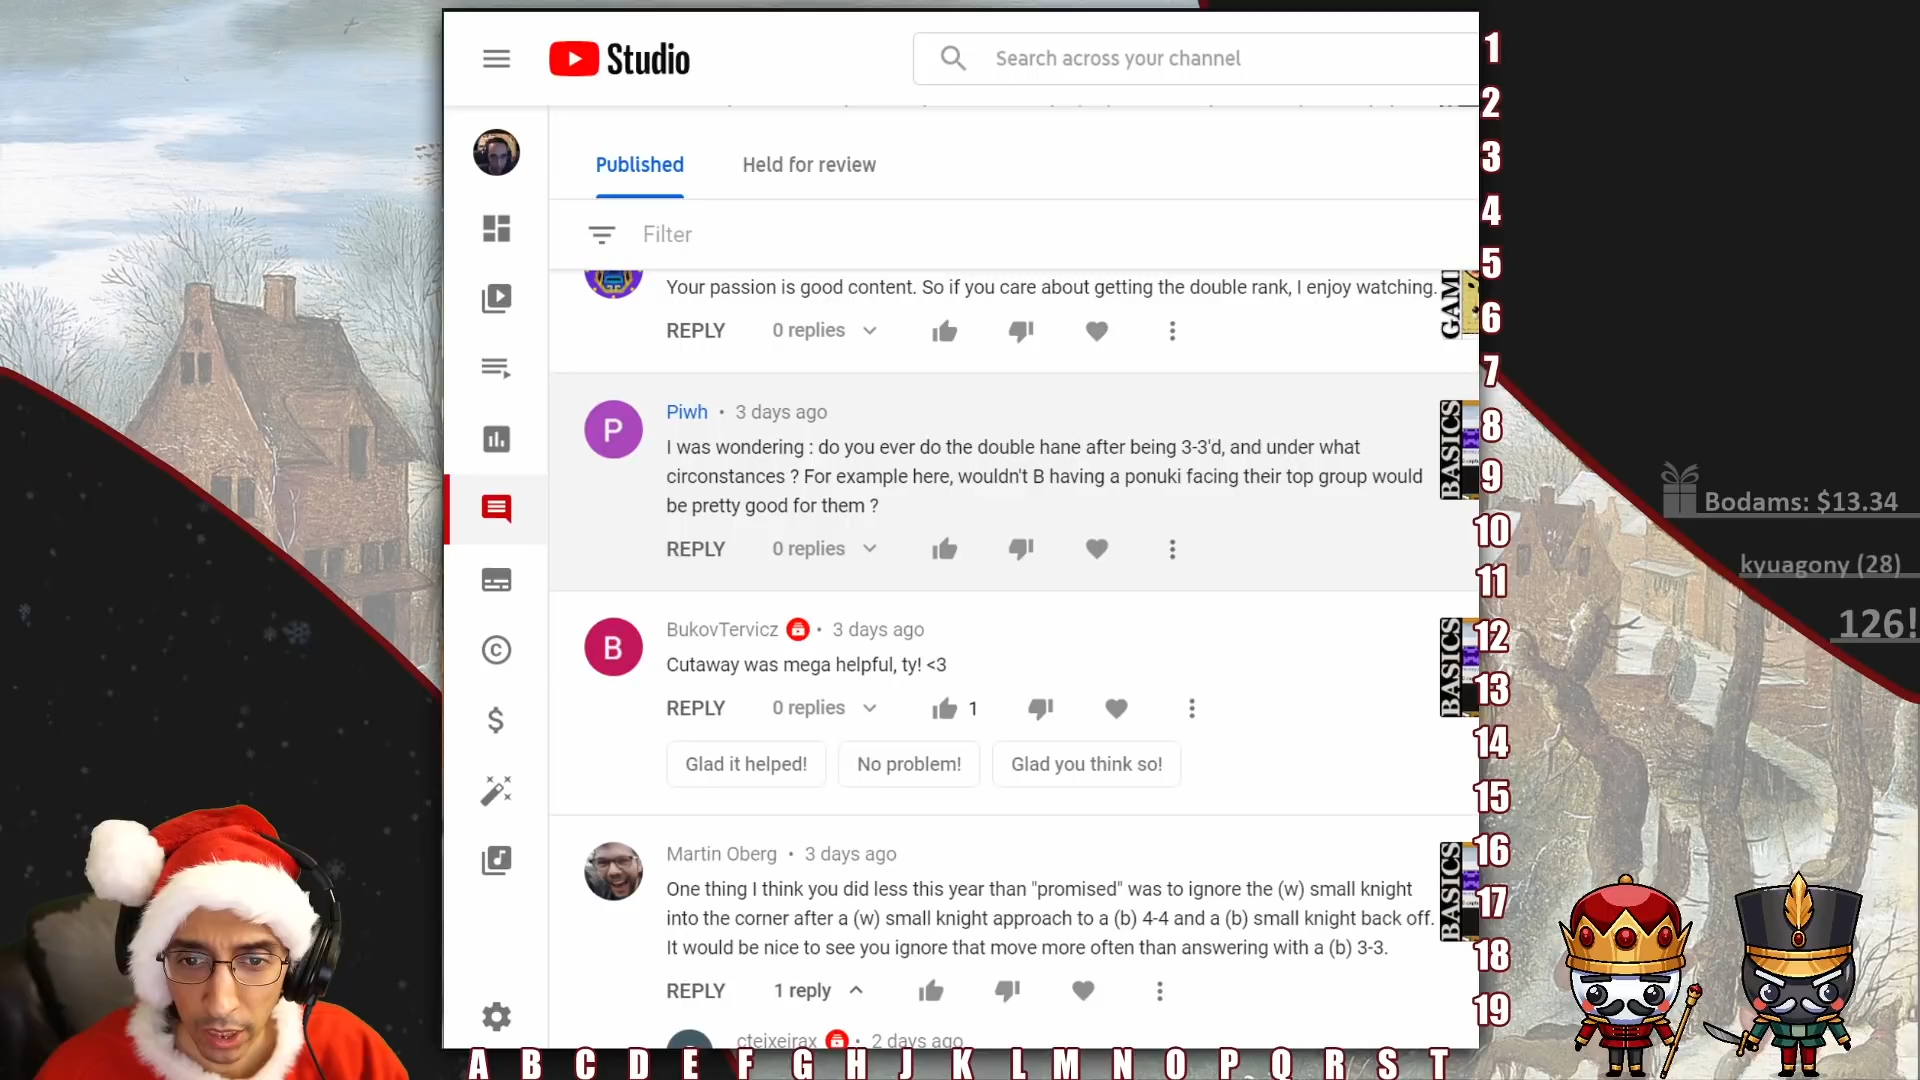 Studio
Search across your channel
Published
Held for review
Filter
Your passion is good content. So if you care about getting the double rank, I enjoy watching.
REPLY
0 replies
GAM
Piwh • 3 days ago
I was wondering : do you ever do the double hane after being 3-3'd, and under what
circonstances ? For example here, wouldn't B having a ponuki facing their top group would
be pretty good for them ?
REPLY
0 replies
BASICS
P
BukovTervicz • 3 days ago
Cutaway was mega helpful, ty! <3
REPLY
0 replies
1
Glad it helped!
No problem!
Glad you think so!
BASICS
B
Martin Oberg • 3 days ago
One thing I think you did less this year than "promised" was to ignore the (w) small knight
into the corner after a (w) small knight approach to a (b) 4-4 and a (b) small knight back off.
It would be nice to see you ignore that move more often than answering with a (b) 3-3.
REPLY
1 reply
BASICS
cteixeirax • 2 days ago
1
2
3
4
5
6
7
8
9
10
11
12
13
14
15
16
17
18
19
A B C D E F G H J K L M N O P Q R S T
Bodams: $13.34
kyuagony (28)
126!